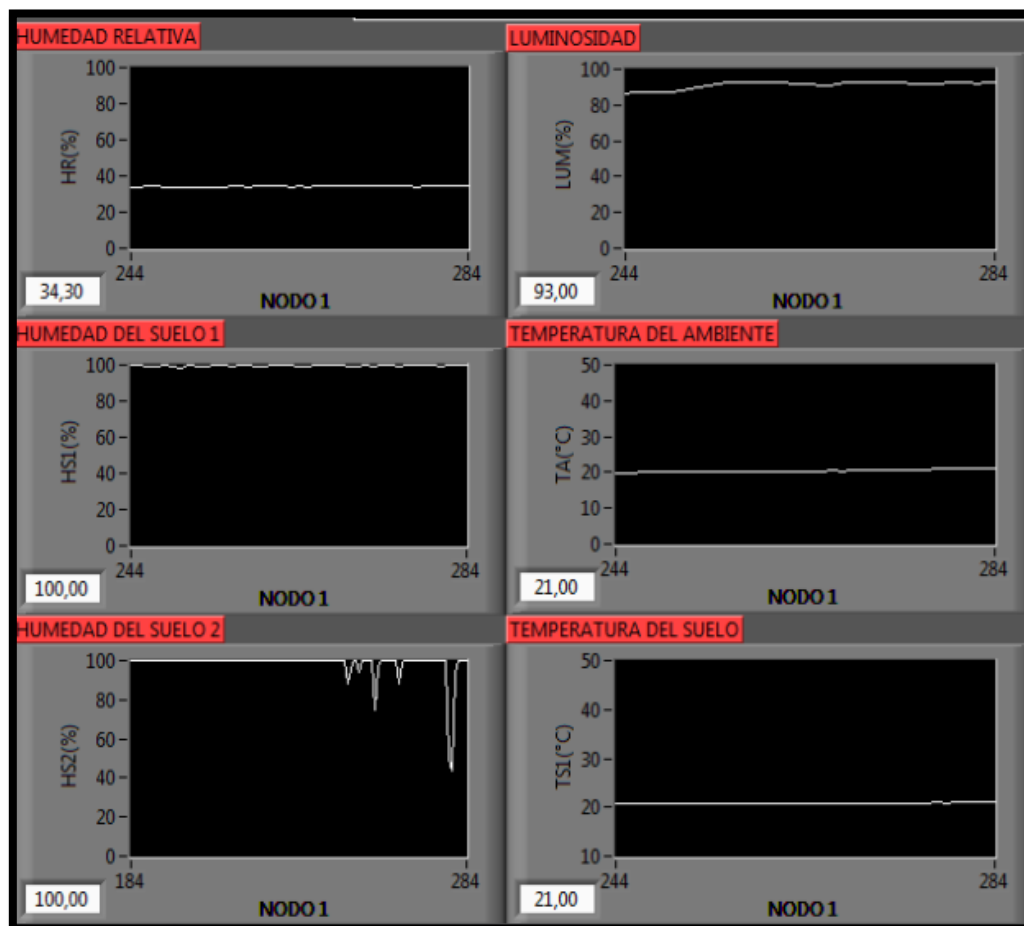 HUMEDAD RELATIVA
HR(%)
100
80
60
40
20
0
244
284
34,30
NODO 1
LUMINOSIDAD
LUM(%)
100
80
60
40
20
0
244
284
93,00
NODO 1
HUMEDAD DEL SUELO 1
HS1(%)
100
80
60
40
20
0
244
284
100,00
NODO 1
TEMPERATURA DEL AMBIENTE
TA(°C)
50
40
30
20
10
0
244
284
21,00
NODO 1
HUMEDAD DEL SUELO 2
HS2(%)
100
80
60
40
20
0
184
284
100,00
NODO 1
TEMPERATURA DEL SUELO
TS1(°C)
50
40
30
20
10
244
284
21,00
NODO 1